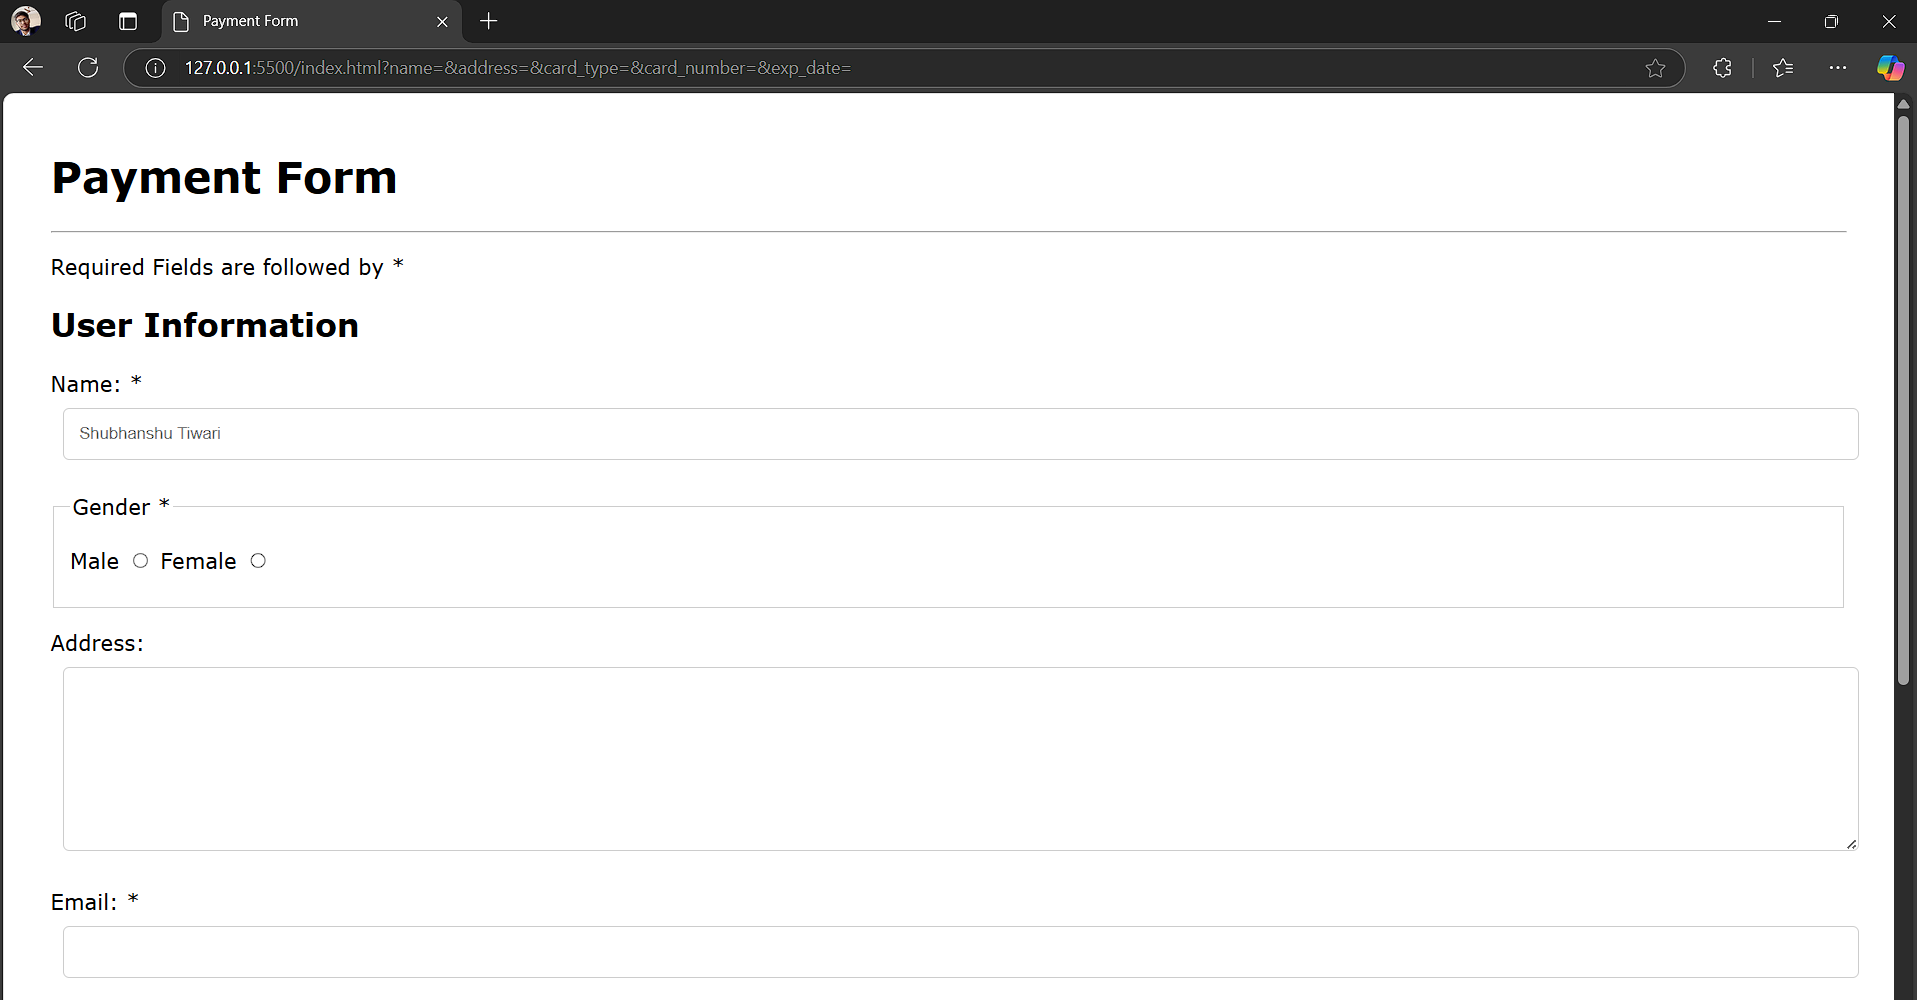 Payment Form
127.0.0.1:5500/index.html?name=&address=&card_type=&card_number=&exp_date=
Payment Form
Required Fields are followed by *
User Information
Name: *
Shubhanshu Tiwari
Gender *
Male Female
Address:
Email: *